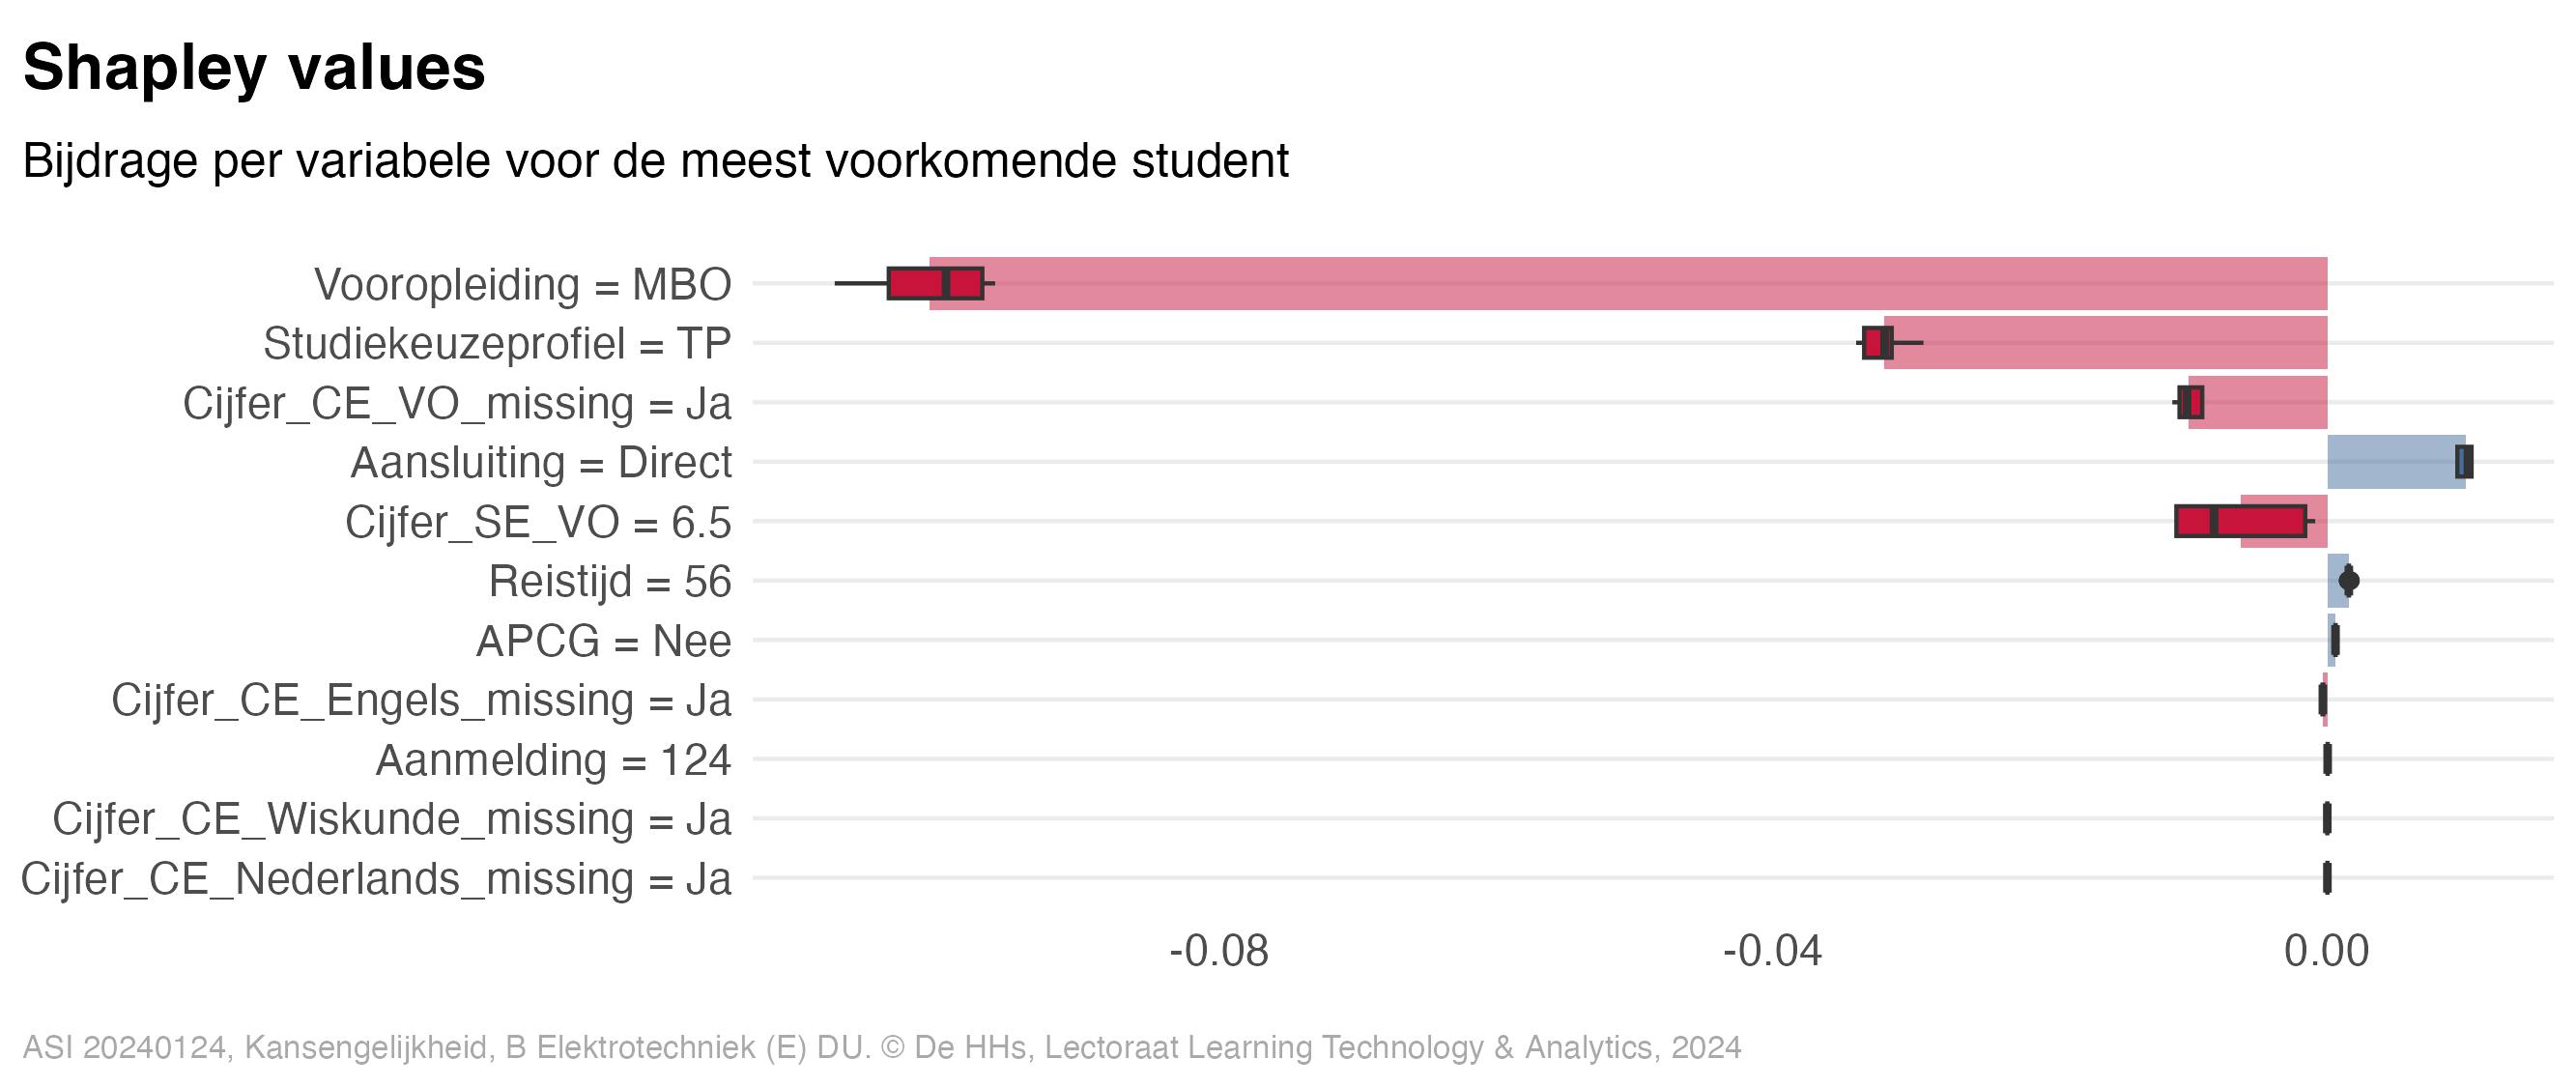 Shapley values
Bijdrage per variabele voor de meest voorkomende student
Vooropleiding = MBO
Studiekeuzeprofiel = TP
Cijfer_CE_VO_missing = Ja
Aansluiting = Direct
Cijfer_SE_VO = 6.5
Reistijd = 56
APCG = Nee
Cijfer_CE_Engels_missing = Ja
Aanmelding = 124
Cijfer_CE_Wiskunde_missing = Ja
Cijfer_CE_Nederlands_missing = Ja
-0.08 -0.04 0.00
ASI 20240124, Kansengelijkheid, B Elektrotechniek (E) DU. © De HHs, Lectoraat Learning Technology & Analytics, 2024